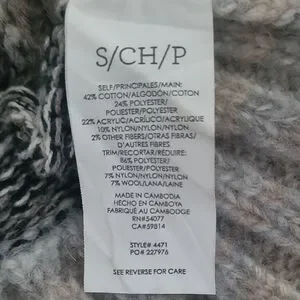 S/CH/P
SELF/PRINCIPALES/MAIN:
42% COTTON/ALGODÓN/COTON
24% POLYESTER/
POLIESTER/POLYESTER
22% ACRYLIC/ACRÍLICO/ACRYLIQUE
10% NYLON/NYLON/NYLON
2% OTHER FIBERS/OTRAS FIBRAS/
D'AUTRES FIBRES
TRIM/RECORTAR/RÉDUIRE:
86% POLYESTER/
POLIESTER/POLYESTER
7% NYLON/NYLON/NYLON
7% WOOL/LANA/LAINE
MADE IN CAMBODIA
HECHO EN CAMBOYA
FABRIQUÉ AU CAMBODGE
RN#54077
CA#59814
STYLE# 4471
PO# 227976
SEE REVERSE FOR CARE